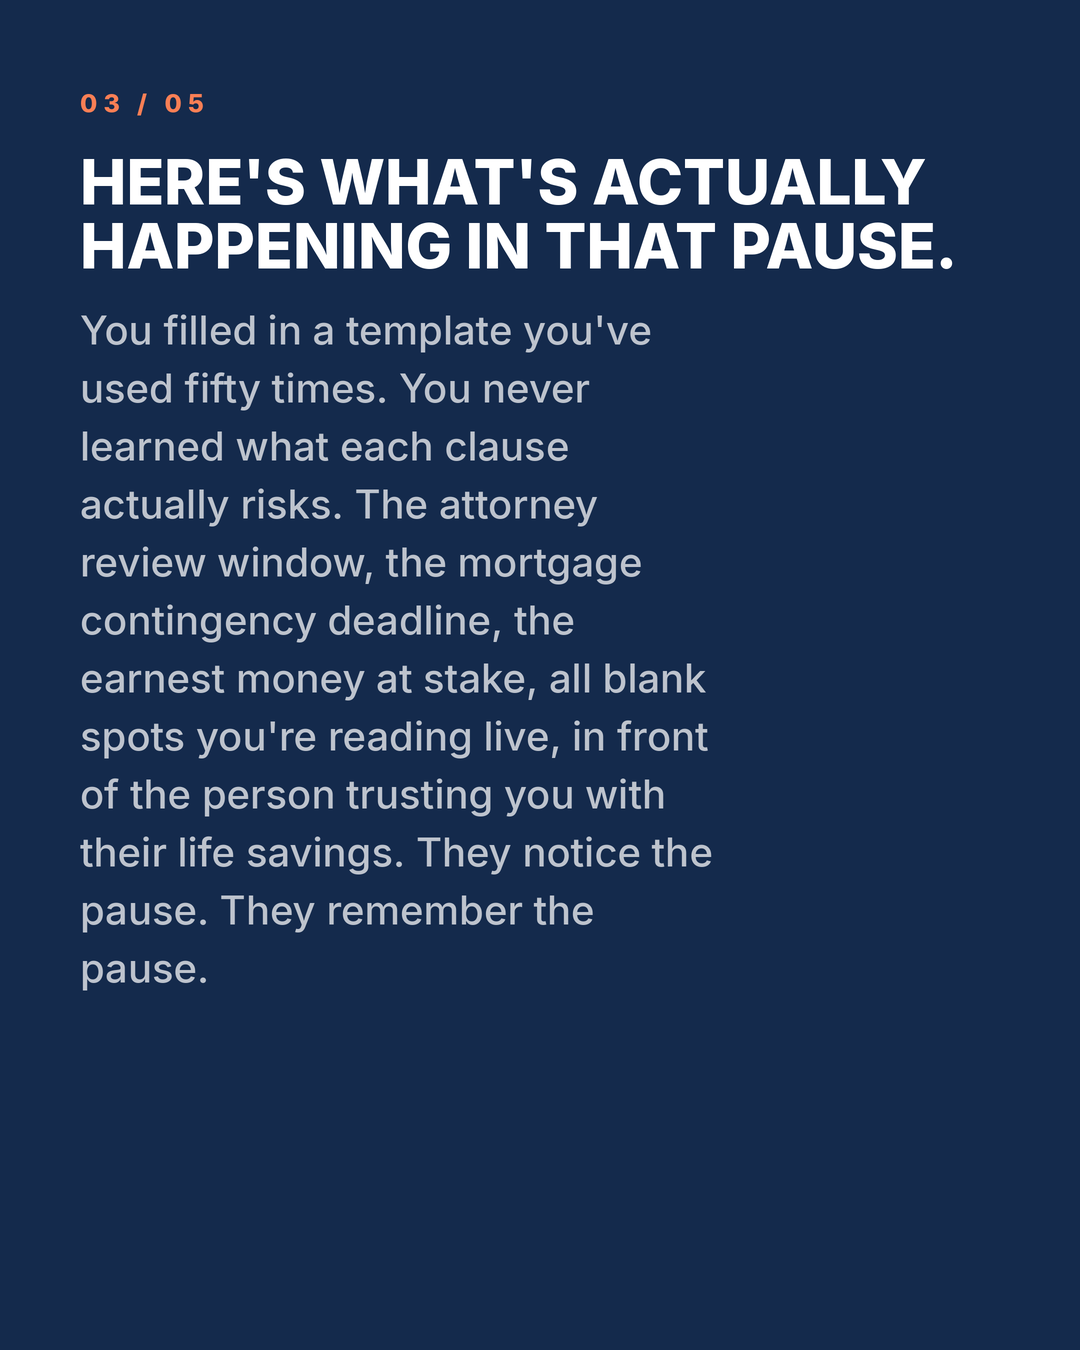 03 / 05
HERE'S WHAT'S ACTUALLY
HAPPENING IN THAT PAUSE.
You filled in a template you've
used fifty times. You never
learned what each clause
actually risks. The attorney
review window, the mortgage
contingency deadline, the
earnest money at stake, all blank
spots you're reading live, in front
of the person trusting you with
their life savings. They notice the
pause. They remember the
pause.